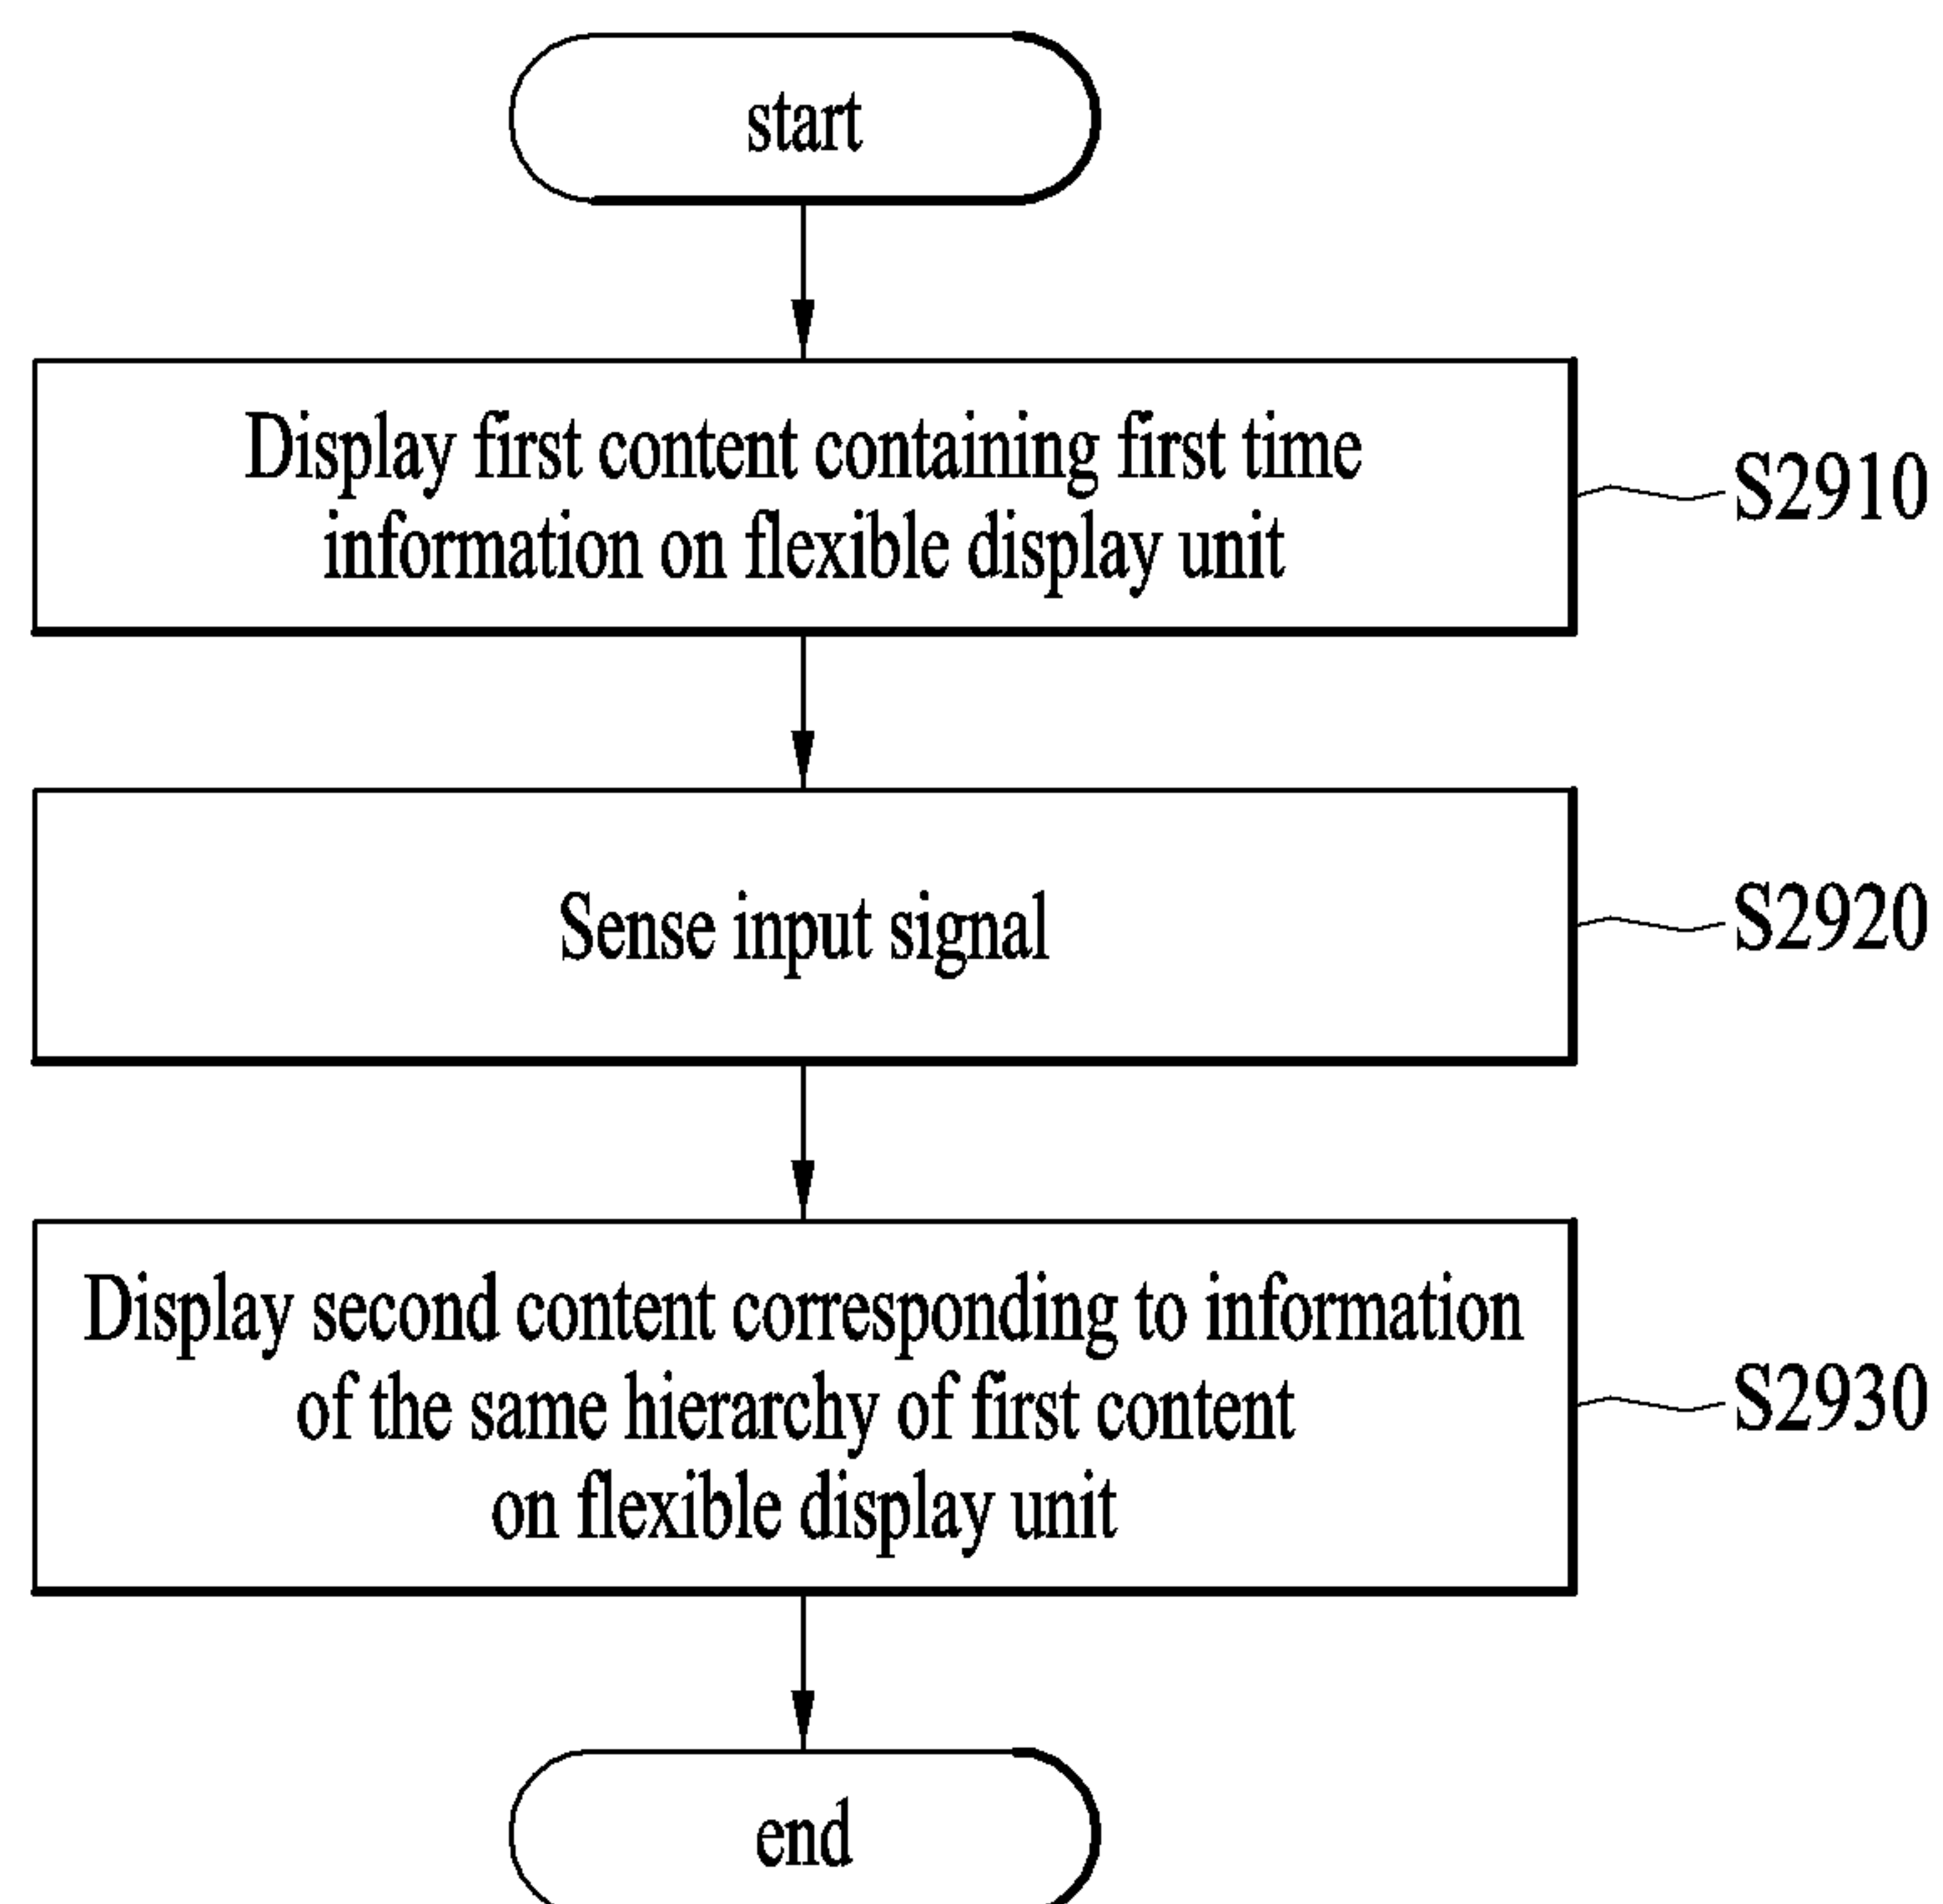 start
Display first content containing first time
information on flexible display unit
S2910
Sense input signal
S2920
Display second content corresponding to information
of the same hierarchy of first content
on flexible display unit
S2930
end